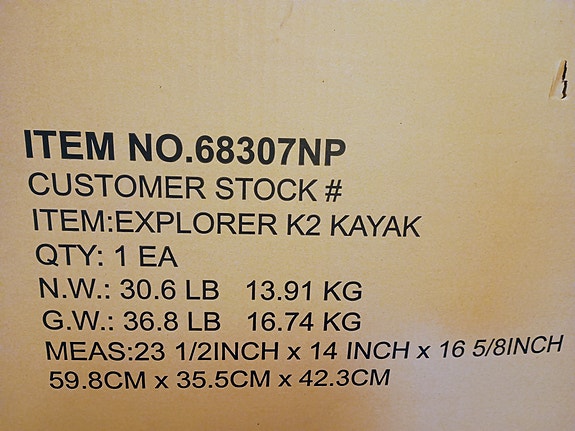 ITEM NO.68307NP
CUSTOMER STOCK #
ITEM:EXPLORER K2 KAYAK
QTY: 1 EA
N.W.: 30.6 LB 13.91 KG
G.W.: 36.8 LB 16.74 KG
MEAS:23 1/2INCH x 14 INCH x 16 5/8INCH
59.8CM x 35.5CM x 42.3CM